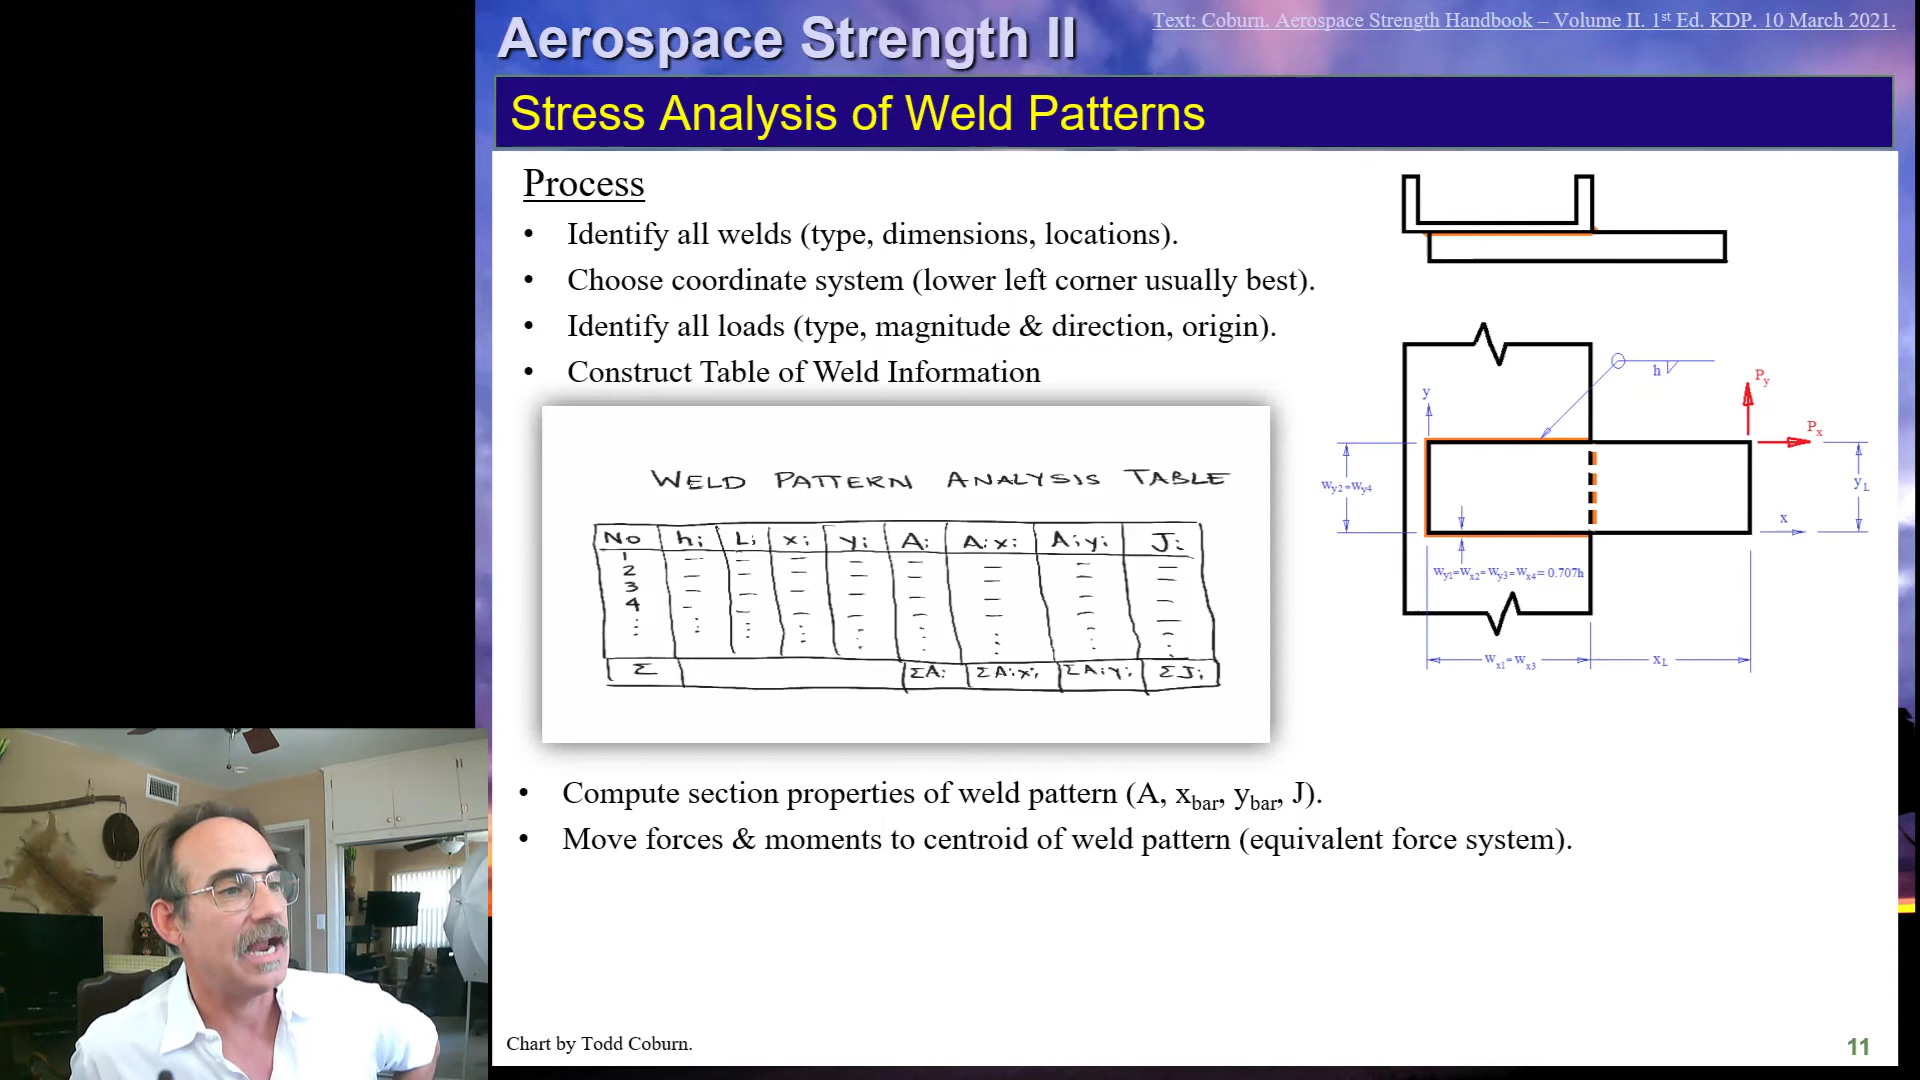 Text: Coburn. Aerospace Strength Handbook – Volume II. 1st Ed. KDP. 10 March 2021.
Aerospace Strength II
Stress Analysis of Weld Patterns
Process
• Identify all welds (type, dimensions, locations).
• Choose coordinate system (lower left corner usually best).
• Identify all loads (type, magnitude & direction, origin).
• Construct Table of Weld Information
WELD PATTERN ANALYSIS TABLE
No hi Li xi yi Ai Aixi Aiyi Ji
1
2
3
4
Σ ΣAi ΣAixi ΣAiyi ΣJi
• Compute section properties of weld pattern (A, xbar, ybar, J).
• Move forces & moments to centroid of weld pattern (equivalent force system).
h
Py
y
Px
wy2=wy4
yL
x
wy1=wx2=wy3=wx4= 0.707h
wx1=wx3
xL
Chart by Todd Coburn.
11